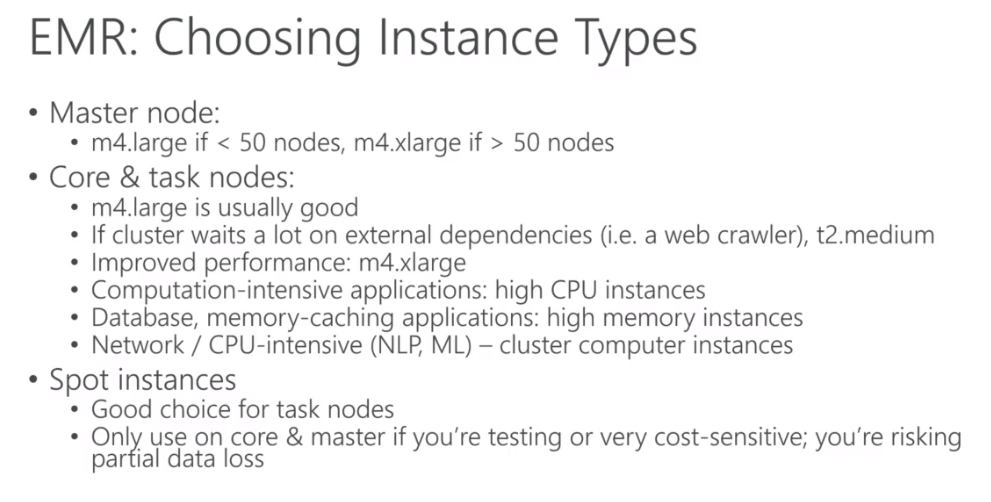 EMR: Choosing Instance Types
• Master node:
• m4.large if < 50 nodes, m4.xlarge if > 50 nodes
• Core & task nodes:
• m4.large is usually good
• If cluster waits a lot on external dependencies (i.e. a web crawler), t2.medium
• Improved performance: m4.xlarge
• Computation-intensive applications: high CPU instances
• Database, memory-caching applications: high memory instances
• Network / CPU-intensive (NLP, ML) – cluster computer instances
• Spot instances
• Good choice for task nodes
• Only use on core & master if you're testing or very cost-sensitive; you're risking
partial data loss